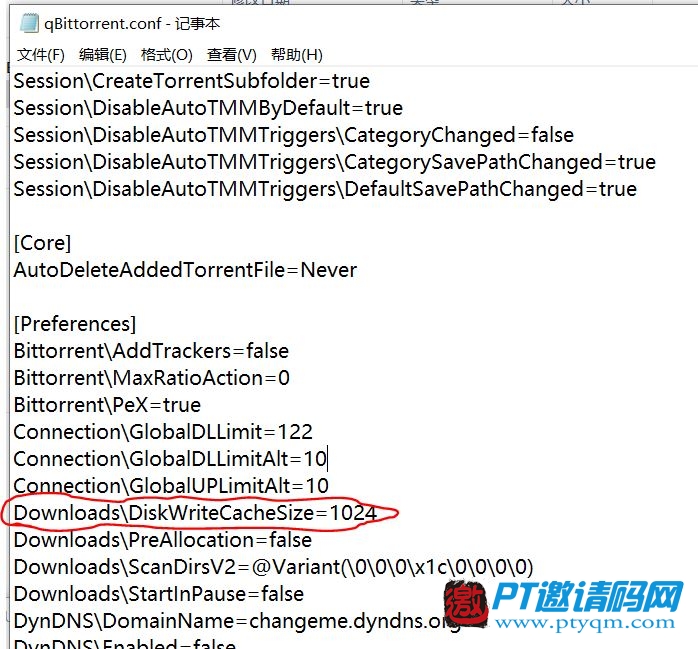 qBittorrent.conf - 记事本
文件(F) 编辑(E) 格式(O) 查看(V) 帮助(H)
Session\CreateTorrentSubfolder=true
Session\DisableAutoTMMByDefault=true
Session\DisableAutoTMMTriggers\CategoryChanged=false
Session\DisableAutoTMMTriggers\CategorySavePathChanged=true
Session\DisableAutoTMMTriggers\DefaultSavePathChanged=true
[Core]
AutoDeleteAddedTorrentFile=Never
[Preferences]
Bittorrent\AddTrackers=false
Bittorrent\MaxRatioAction=0
Bittorrent\PeX=true
Connection\GlobalDLLimit=122
Connection\GlobalDLLimitAlt=10
Connection\GlobalUPLimitAlt=10
Downloads\DiskWriteCacheSize=1024
Downloads\PreAllocation=false
Downloads\ScanDirsV2=@Variant(\0\0\0\x1c\0\0\0\0)
Downloads\StartInPause=false
DynDNS\DomainName=changeme.dyndns.org
DynDNS\Enabled=false
邀 PT邀请码网
www.ptyqm.com